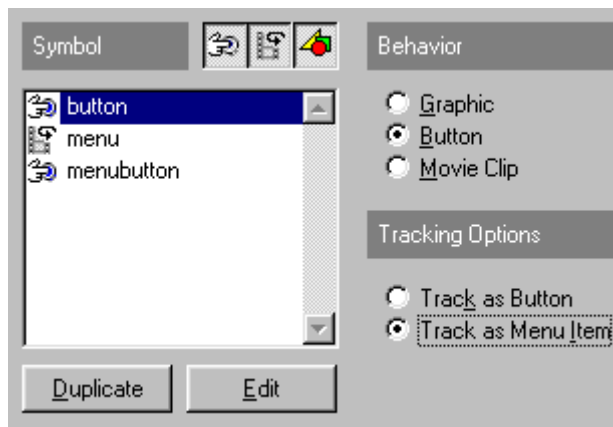 Symbol
button
menu
menubutton
Duplicate
Edit
Behavior
Graphic
Button
Movie Clip
Tracking Options
Track as Button
Track as Menu Item